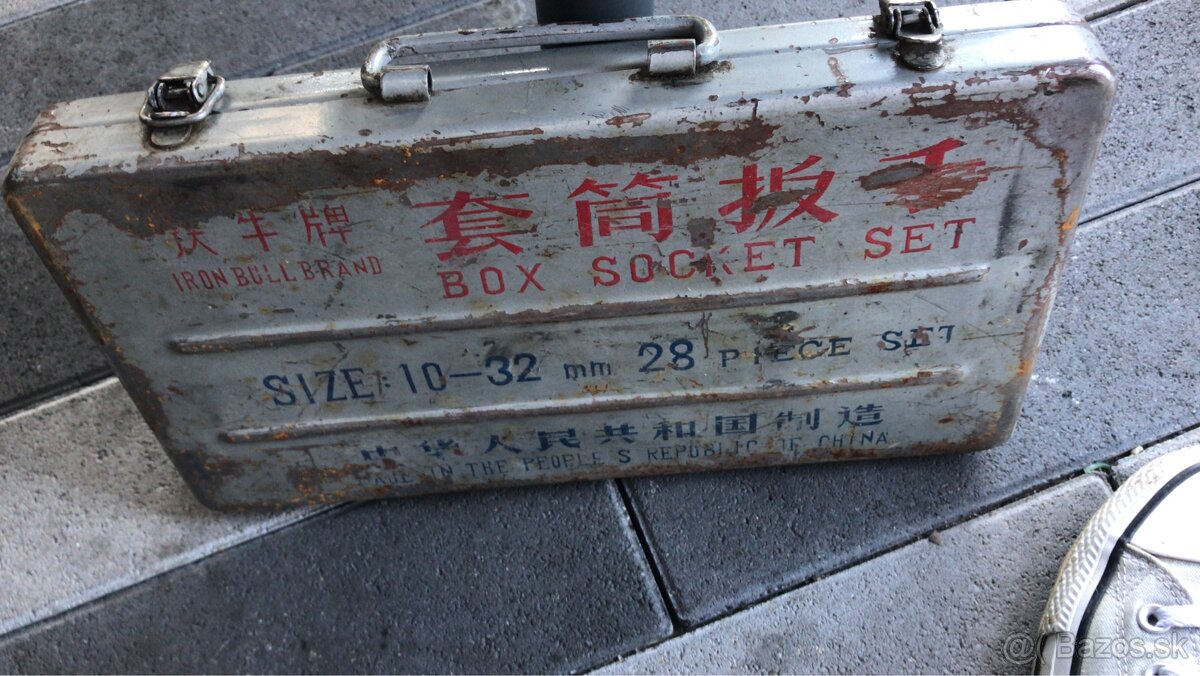 铁牛牌 套筒扳手
IRON BULL BRAND BOX SOCKET SET
SIZE:10-32 mm 28 PIECE SET
中华人民共和国制造
MADE IN THE PEOPLE'S REPUBLIC OF CHINA
@ Bazos.sk